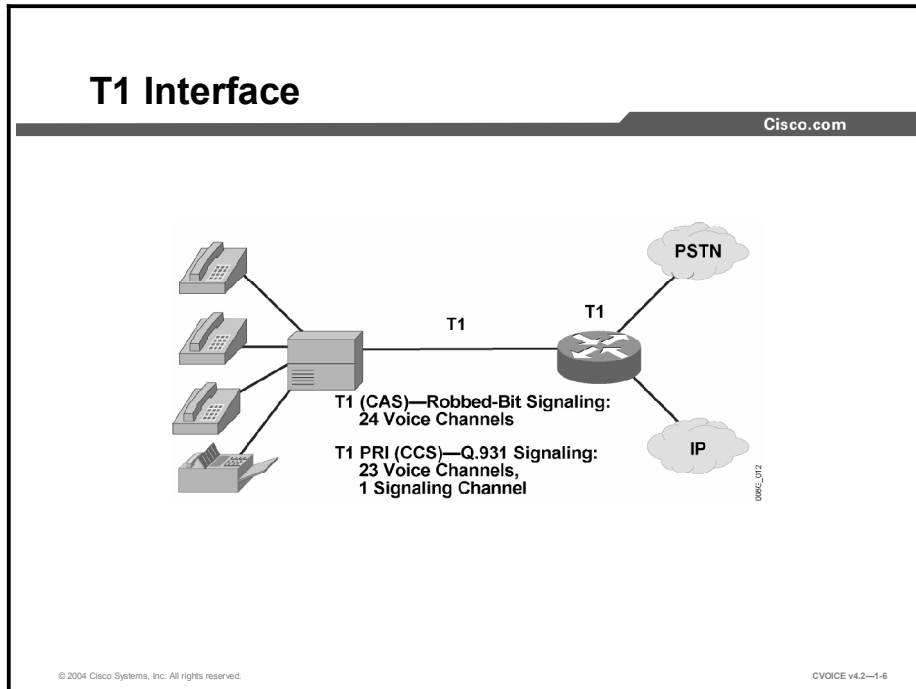 T1 Interface
Cisco.com
PSTN
T1
T1
T1 (CAS)—Robbed-Bit Signaling:
24 Voice Channels
T1 PRI (CCS)—Q.931 Signaling:
23 Voice Channels,
1 Signaling Channel
IP
008G_012
© 2004 Cisco Systems, Inc. All rights reserved.
CVOICE v4.2—1-6